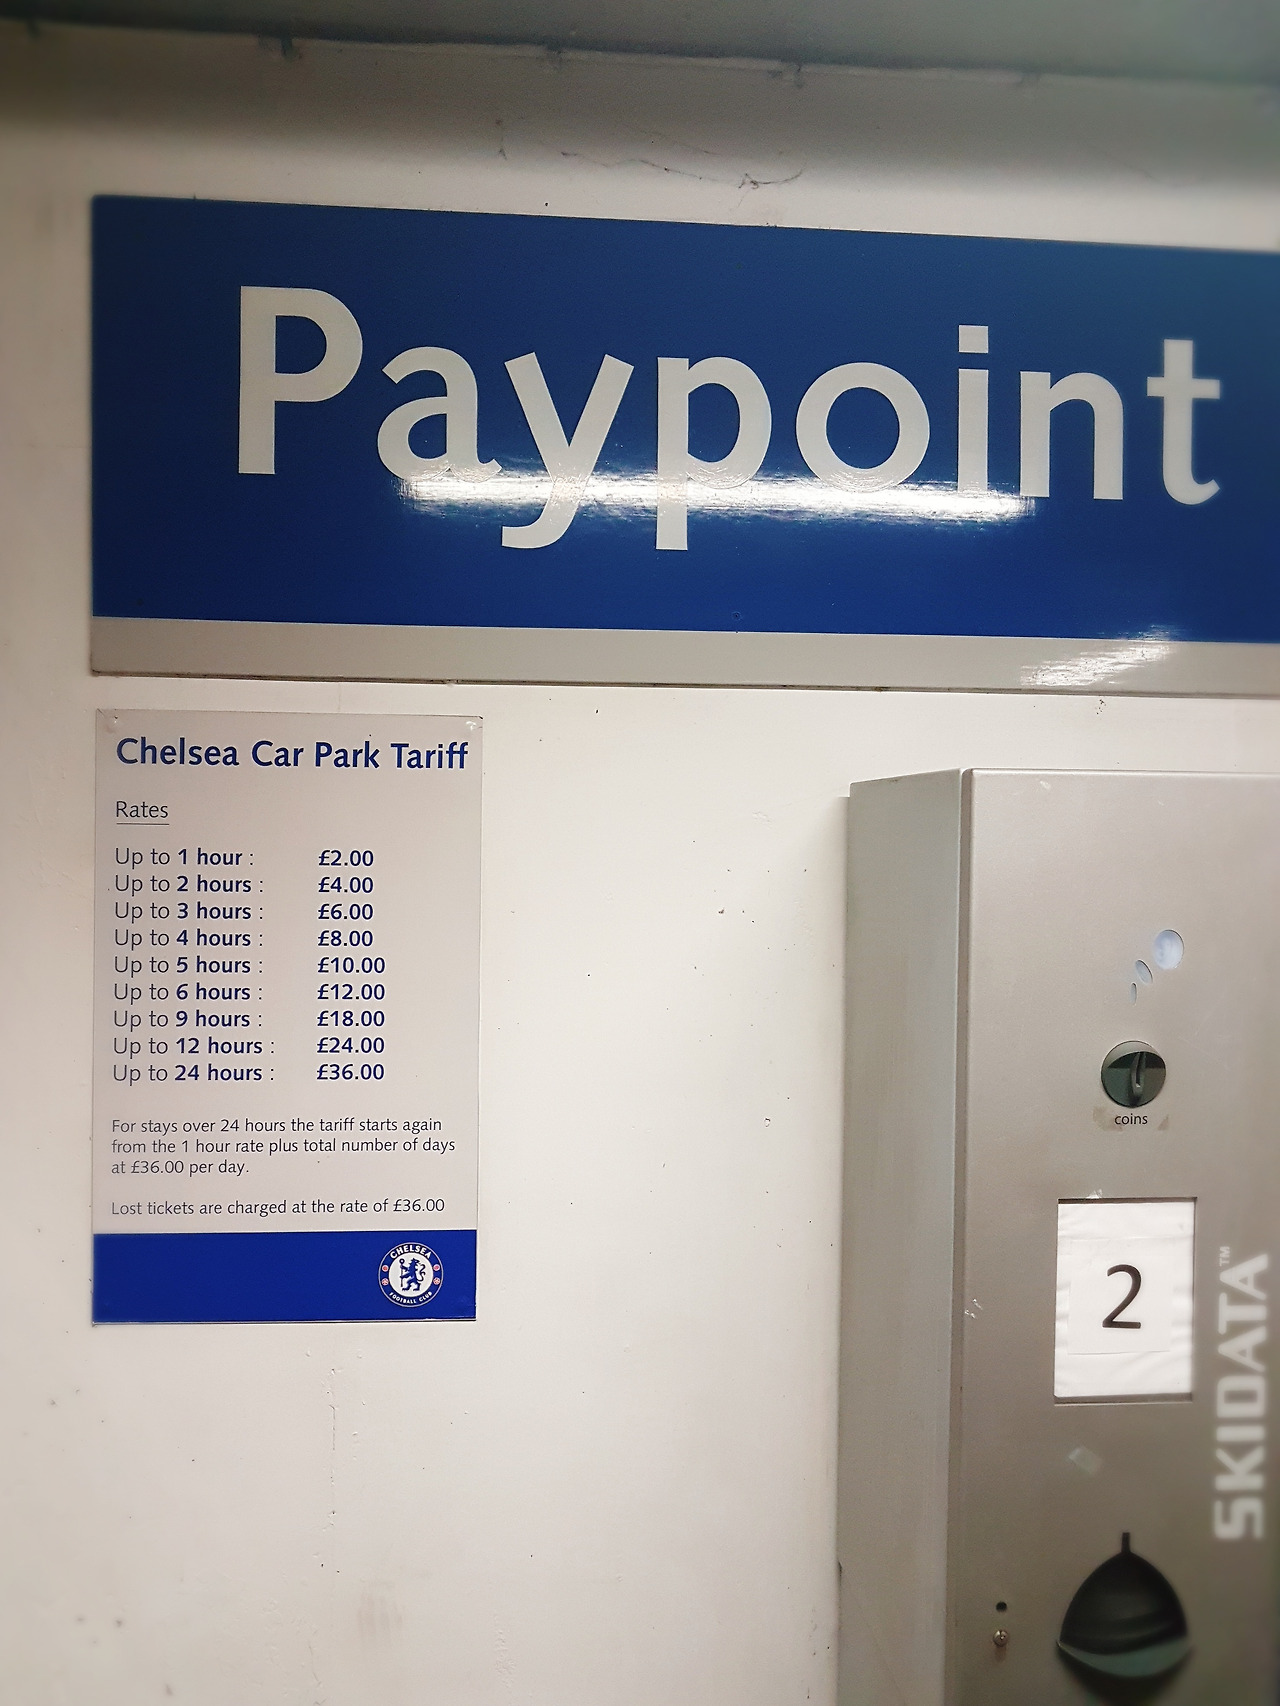 Paypoint
Chelsea Car Park Tariff
Rates
Up to 1 hour : £2.00
Up to 2 hours : £4.00
Up to 3 hours : £6.00
Up to 4 hours : £8.00
Up to 5 hours : £10.00
Up to 6 hours : £12.00
Up to 9 hours : £18.00
Up to 12 hours : £24.00
Up to 24 hours : £36.00
For stays over 24 hours the tariff starts again
from the 1 hour rate plus total number of days
at £36.00 per day.
Lost tickets are charged at the rate of £36.00
CHELSEA
FOOTBALL CLUB
coins
2
SKIDATA™